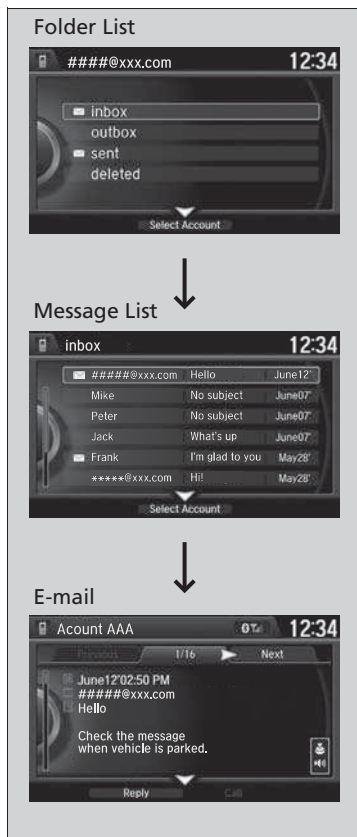 Folder List
####@xxx.com 12:34
inbox
outbox
sent
deleted
Select Account
Message List
inbox 12:34
#####@xxx.com Hello June12'
Mike No subject June07'
Peter No subject June07'
Jack What's up June07'
Frank I'm glad to you May28'
*****@xxx.com Hi! May28'
Select Account
E-mail
Acount AAA 12:34
Previous 1/16 Next
June12'02:50 PM
#####@xxx.com
Hello
Check the message
when vehicle is parked.
Reply Call